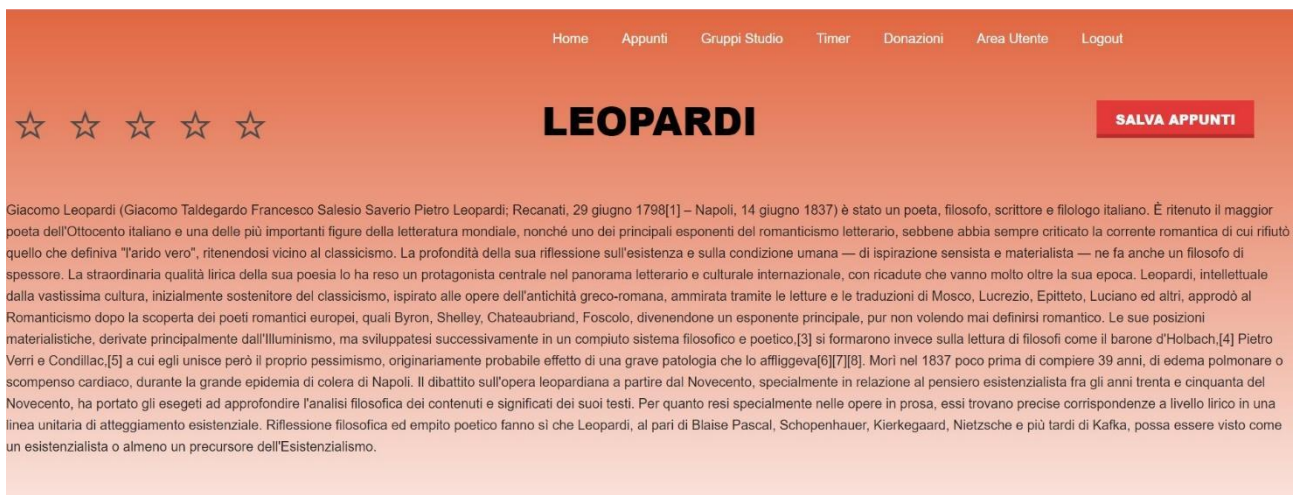 Home Appunti Gruppi Studio Timer Donazioni Area Utente Logout
LEOPARDI
SALVA APPUNTI
Giacomo Leopardi (Giacomo Taldegardo Francesco Salesio Saverio Pietro Leopardi; Recanati, 29 giugno 1798[1] – Napoli, 14 giugno 1837) è stato un poeta, filosofo, scrittore e filologo italiano. È ritenuto il maggior
poeta dell'Ottocento italiano e una delle più importanti figure della letteratura mondiale, nonché uno dei principali esponenti del romanticismo letterario, sebbene abbia sempre criticato la corrente romantica di cui rifiutò
quello che definiva "l'arido vero", ritenendosi vicino al classicismo. La profondità della sua riflessione sull'esistenza e sulla condizione umana — di ispirazione sensista e materialista — ne fa anche un filosofo di
spessore. La straordinaria qualità lirica della sua poesia lo ha reso un protagonista centrale nel panorama letterario e culturale internazionale, con ricadute che vanno molto oltre la sua epoca. Leopardi, intellettuale
dalla vastissima cultura, inizialmente sostenitore del classicismo, ispirato alle opere dell'antichità greco-romana, ammirata tramite le letture e le traduzioni di Mosco, Lucrezio, Epitteto, Luciano ed altri, approdò al
Romanticismo dopo la scoperta dei poeti romantici europei, quali Byron, Shelley, Chateaubriand, Foscolo, divenendone un esponente principale, pur non volendo mai definirsi romantico. Le sue posizioni
materialistiche, derivate principalmente dall'Illuminismo, ma sviluppatesi successivamente in un compiuto sistema filosofico e poetico,[3] si formarono invece sulla lettura di filosofi come il barone d'Holbach,[4] Pietro
Verri e Condillac,[5] a cui egli unisce però il proprio pessimismo, originariamente probabile effetto di una grave patologia che lo affliggeva[6][7][8]. Morì nel 1837 poco prima di compiere 39 anni, di edema polmonare o
scompenso cardiaco, durante la grande epidemia di colera di Napoli. Il dibattito sull'opera leopardiana a partire dal Novecento, specialmente in relazione al pensiero esistenzialista fra gli anni trenta e cinquanta del
Novecento, ha portato gli esegeti ad approfondire l'analisi filosofica dei contenuti e significati dei suoi testi. Per quanto resi specialmente nelle opere in prosa, essi trovano precise corrispondenze a livello lirico in una
linea unitaria di atteggiamento esistenziale. Riflessione filosofica ed empito poetico fanno sì che Leopardi, al pari di Blaise Pascal, Schopenhauer, Kierkegaard, Nietzsche e più tardi di Kafka, possa essere visto come
un esistenzialista o almeno un precursore dell'Esistenzialismo.